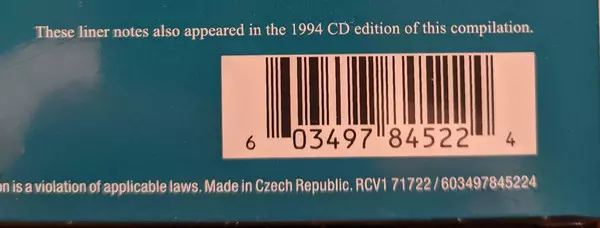 These liner notes also appeared in the 1994 CD edition of this compilation.
6 03497 84522 4
on is a violation of applicable laws. Made in Czech Republic. RCV1 71722 / 603497845224